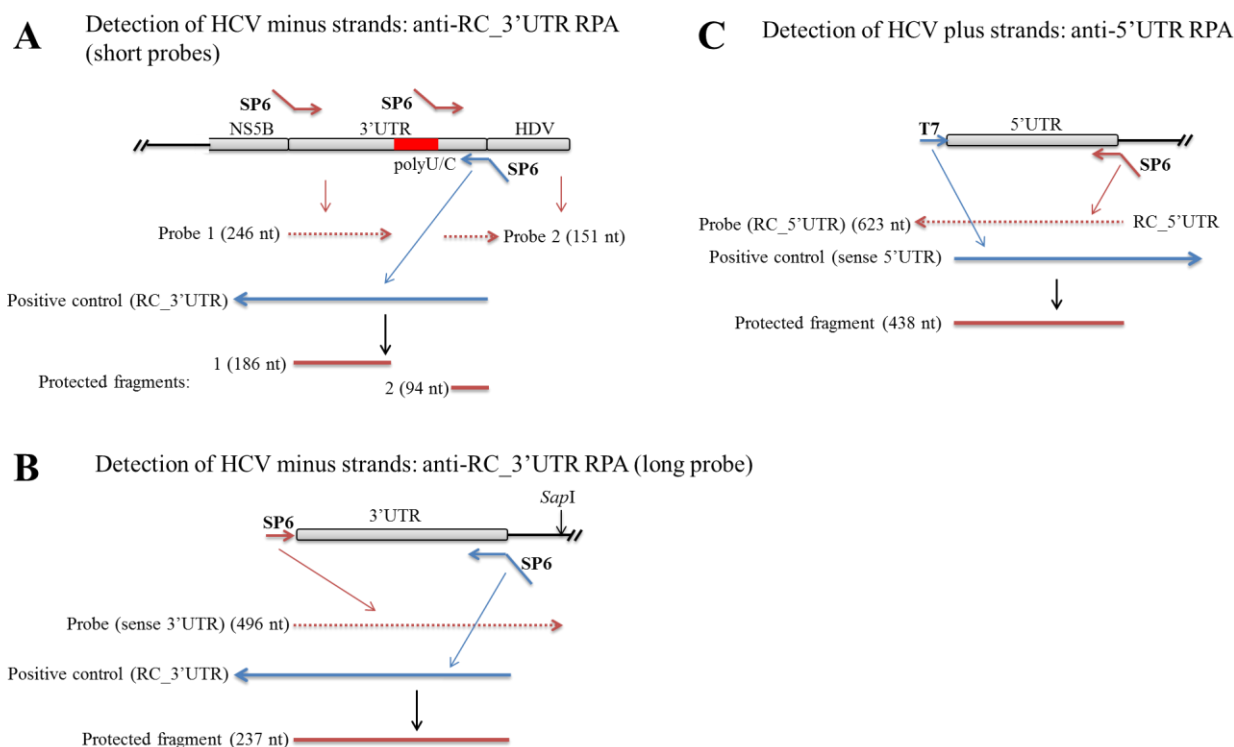 A
Detection of HCV minus strands: anti-RC_3’UTR RPA
(short probes)
SP6
SP6
NS5B
3’UTR
HDV
polyU/C
SP6
Probe 1 (246 nt)
Probe 2 (151 nt)
Positive control (RC_3’UTR)
1 (186 nt)
Protected fragments:
2 (94 nt)
B
Detection of HCV minus strands: anti-RC_3’UTR RPA (long probe)
SapI
SP6
3’UTR
SP6
Probe (sense 3’UTR) (496 nt)
Positive control (RC_3’UTR)
Protected fragment (237 nt)
C
Detection of HCV plus strands: anti-5’UTR RPA
T7
5’UTR
SP6
Probe (RC_5’UTR) (623 nt)
RC_5’UTR
Positive control (sense 5’UTR)
Protected fragment (438 nt)